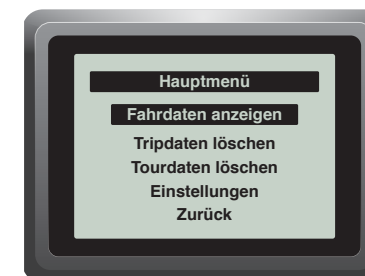 Hauptmenü
Fahrdaten anzeigen
Tripdaten löschen
Tourdaten löschen
Einstellungen
Zurück